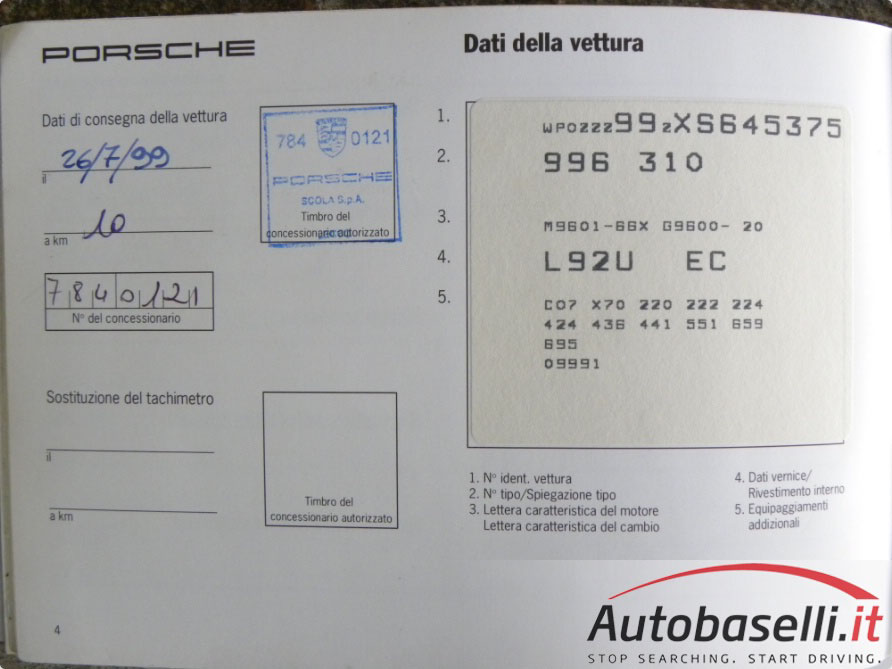 PORSCHE
Dati di consegna della vettura
26/7/99
il
10
a km
7 8 4 0 1 2 1
N° del concessionario
784 0121
PORSCHE
SCOLA S.p.A.
Timbro del
concessionario autorizzato
Sostituzione del tachimetro
il
a km
Timbro del
concessionario autorizzato
4
Dati della vettura
1.
WP0ZZZ99ZXS645375
2.
996 310
3.
M9601-66X G9600- 20
4.
L92U EC
5.
C07 X70 220 222 224
424 436 441 551 659
695
09991
1. N° ident. vettura
2. N° tipo/Spiegazione tipo
3. Lettera caratteristica del motore
Lettera caratteristica del cambio
4. Dati vernice/
Rivestimento interno
5. Equipaggiamenti
addizionali
Autobaselli.it
STOP SEARCHING. START DRIVING.